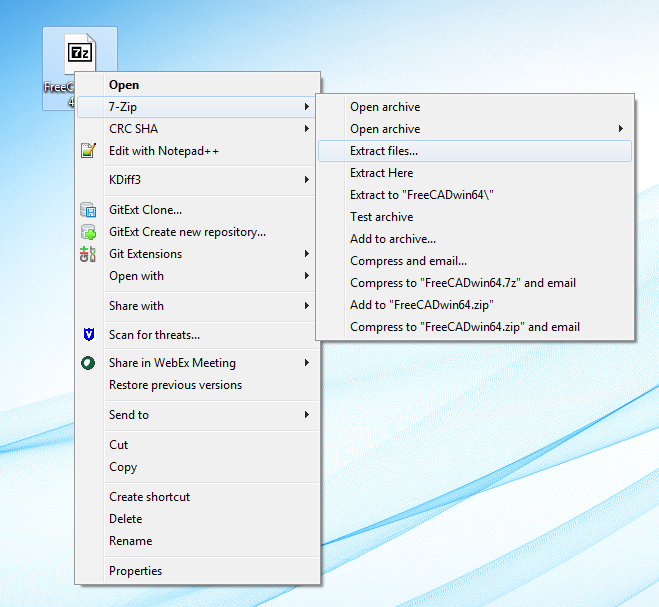 7z
FreeC
4
Open
7-Zip
CRC SHA
Edit with Notepad++
KDiff3
GitExt Clone...
GitExt Create new repository...
Git Extensions
Open with
Share with
Scan for threats...
Share in WebEx Meeting
Restore previous versions
Send to
Cut
Copy
Create shortcut
Delete
Rename
Properties
Open archive
Open archive
Extract files...
Extract Here
Extract to "FreeCADwin64\"
Test archive
Add to archive...
Compress and email...
Compress to "FreeCADwin64.7z" and email
Add to "FreeCADwin64.zip"
Compress to "FreeCADwin64.zip" and email